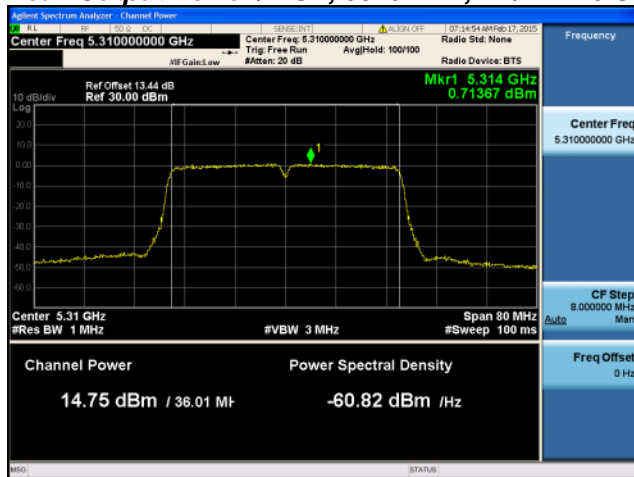 Agilent Spectrum Analyzer - Channel Power
RL RF 50 Ω DC SENSE:INT ALIGN OFF 07:14:54 AM Feb 17, 2015
Center Freq 5.310000000 GHz
Center Freq: 5.310000000 GHz
Radio Std: None
Trig: Free Run Avg|Hold: 100/100
#IFGain:Low #Atten: 20 dB Radio Device: BTS
Frequency
Mkr1 5.314 GHz
0.71367 dBm
Ref Offset 13.44 dB
10 dB/div Ref 30.00 dBm
Log
20.0
10.0
0.00
-10.0
-20.0
-30.0
-40.0
-50.0
-60.0
1
Center 5.31 GHz Span 80 MHz
#Res BW 1 MHz #VBW 3 MHz #Sweep 100 ms
Center Freq
5.310000000 GHz
CF Step
8.000000 MHz
Auto Man
Freq Offset
0 Hz
Channel Power Power Spectral Density
14.75 dBm / 36.01 MH -60.82 dBm /Hz
MSG STATUS